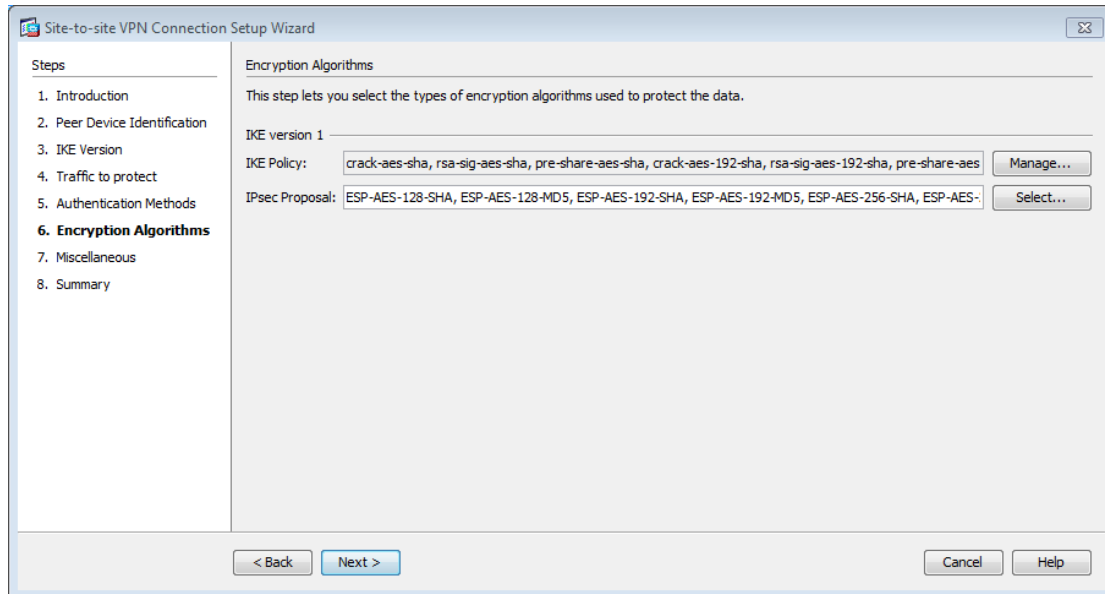 Site-to-site VPN Connection Setup Wizard
Steps
1. Introduction
2. Peer Device Identification
3. IKE Version
4. Traffic to protect
5. Authentication Methods
6. Encryption Algorithms
7. Miscellaneous
8. Summary
Encryption Algorithms
This step lets you select the types of encryption algorithms used to protect the data.
IKE version 1
IKE Policy: crack-aes-sha, rsa-sig-aes-sha, pre-share-aes-sha, crack-aes-192-sha, rsa-sig-aes-192-sha, pre-share-aes Manage...
IPsec Proposal: ESP-AES-128-SHA, ESP-AES-128-MD5, ESP-AES-192-SHA, ESP-AES-192-MD5, ESP-AES-256-SHA, ESP-AES- Select...
< Back Next > Cancel Help